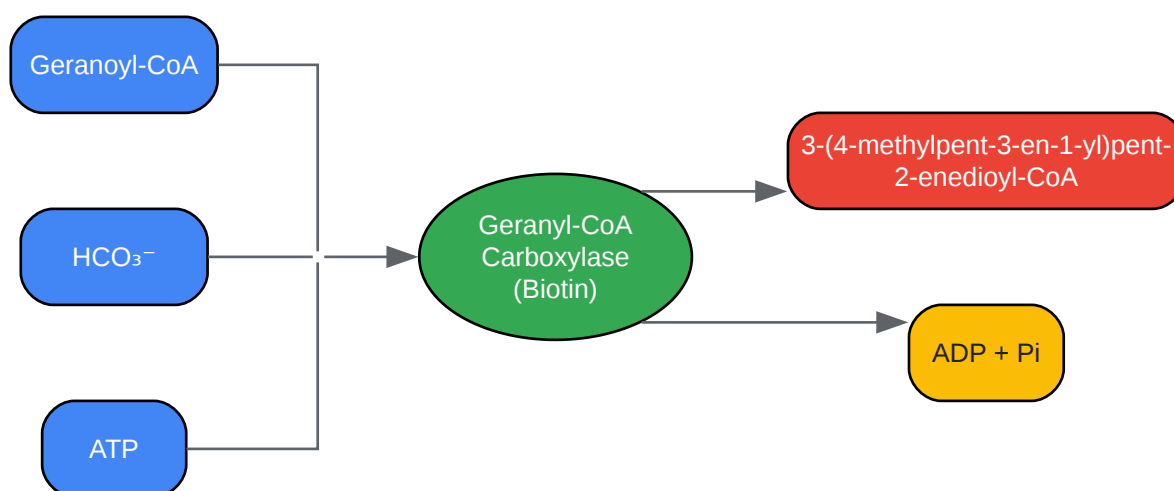 Geranoyl-CoA
HCO₃⁻
ATP
Geranyl-CoA
Carboxylase
(Biotin)
3-(4-methylpent-3-en-1-yl)pent-
2-enedioyl-CoA
ADP + Pi